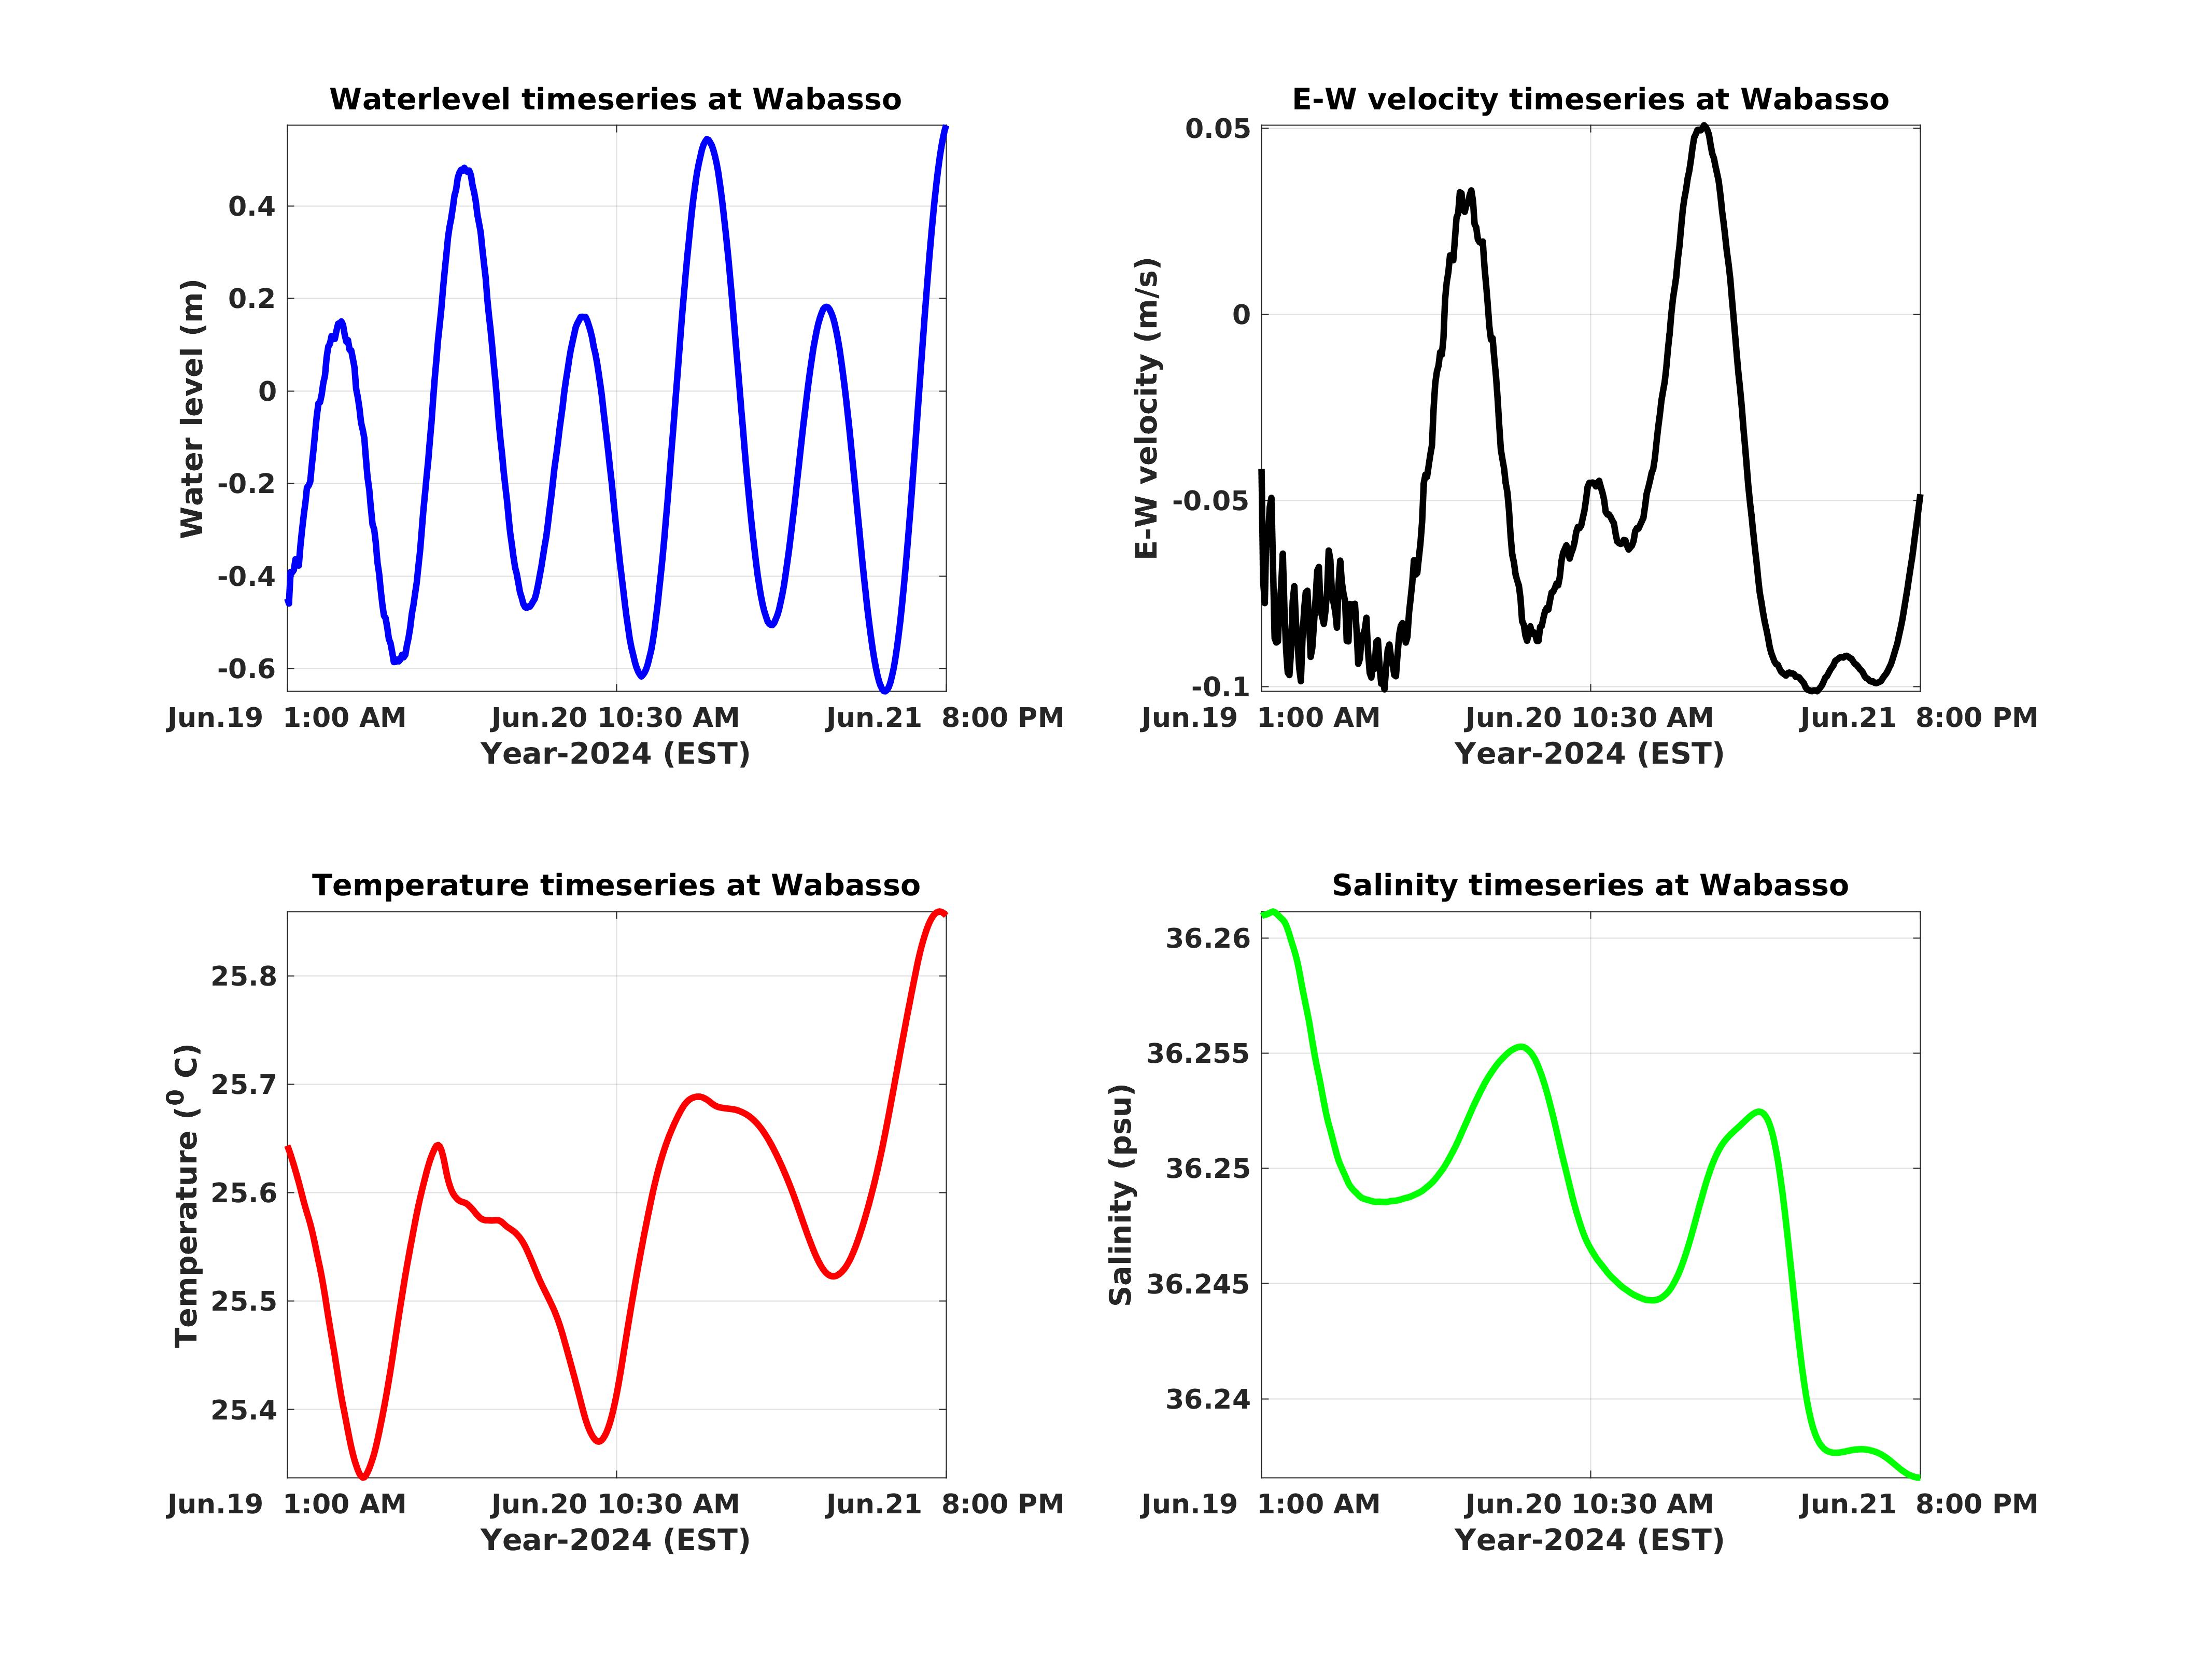 Waterlevel timeseries at Wabasso
Water level (m)
0.4
0.2
0
-0.2
-0.4
-0.6
Jun.19 1:00 AM Jun.20 10:30 AM Jun.21 8:00 PM
Year-2024 (EST)
E-W velocity timeseries at Wabasso
E-W velocity (m/s)
0.05
0
-0.05
-0.1
Jun.19 1:00 AM Jun.20 10:30 AM Jun.21 8:00 PM
Year-2024 (EST)
Temperature timeseries at Wabasso
Temperature (⁰ C)
25.8
25.7
25.6
25.5
25.4
Jun.19 1:00 AM Jun.20 10:30 AM Jun.21 8:00 PM
Year-2024 (EST)
Salinity timeseries at Wabasso
Salinity (psu)
36.26
36.255
36.25
36.245
36.24
Jun.19 1:00 AM Jun.20 10:30 AM Jun.21 8:00 PM
Year-2024 (EST)